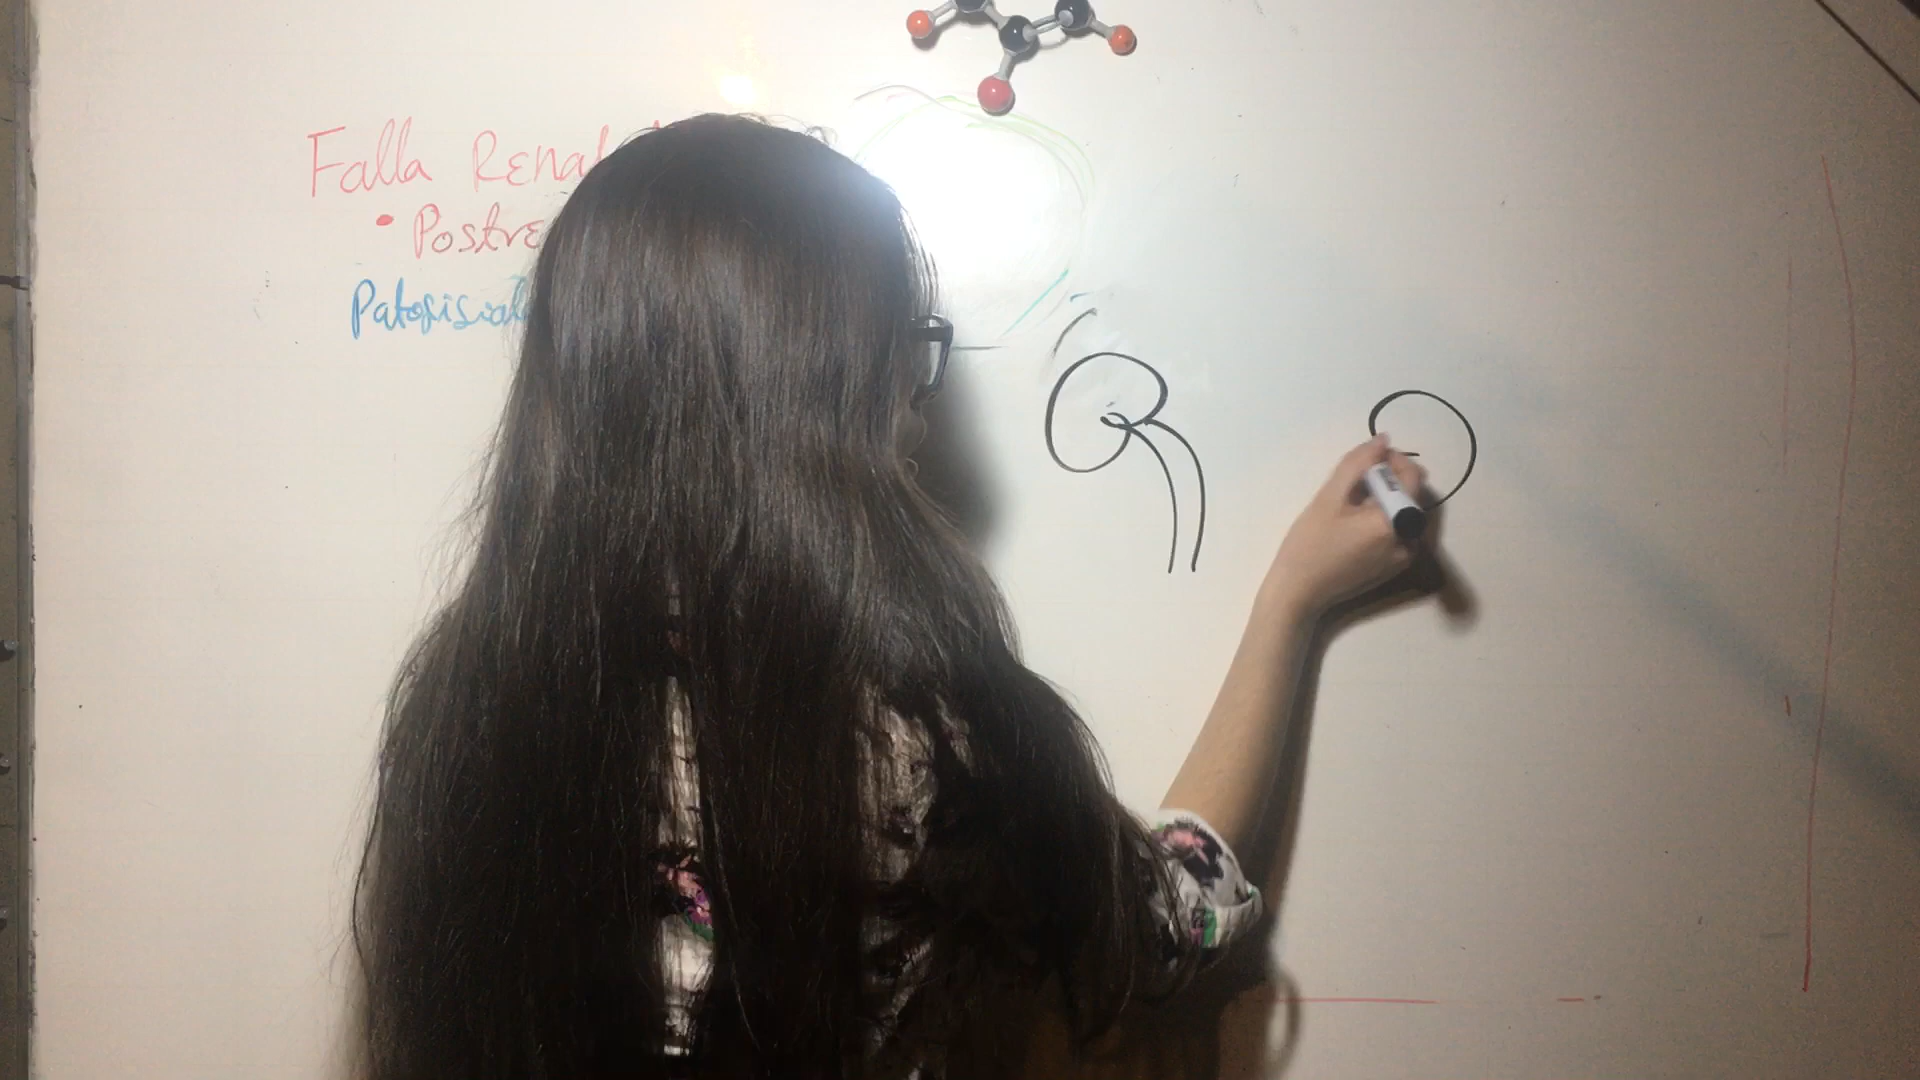 Falla Renal
• Postre
Patofisiol